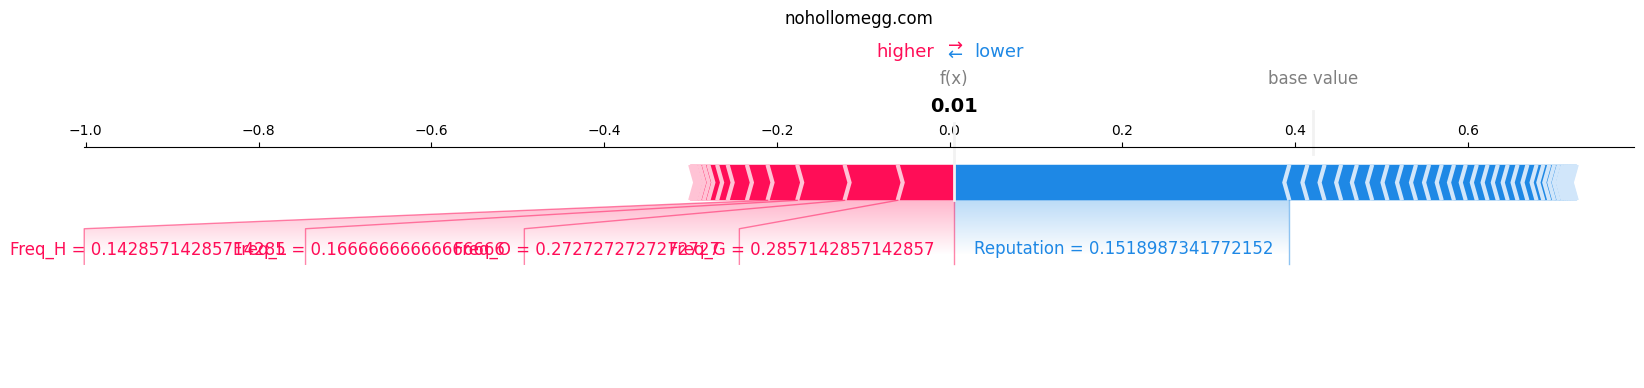 nohollomegg.com
higher ⇄ lower
f(x) base value
0.01
−1.0 −0.8 −0.6 −0.4 −0.2 0.0 0.2 0.4 0.6
Freq_H = 0.14285714285714285 Freq_L = 0.16666666666666666 Freq_O = 0.2727272727272727 Freq_G = 0.2857142857142857 Reputation = 0.1518987341772152